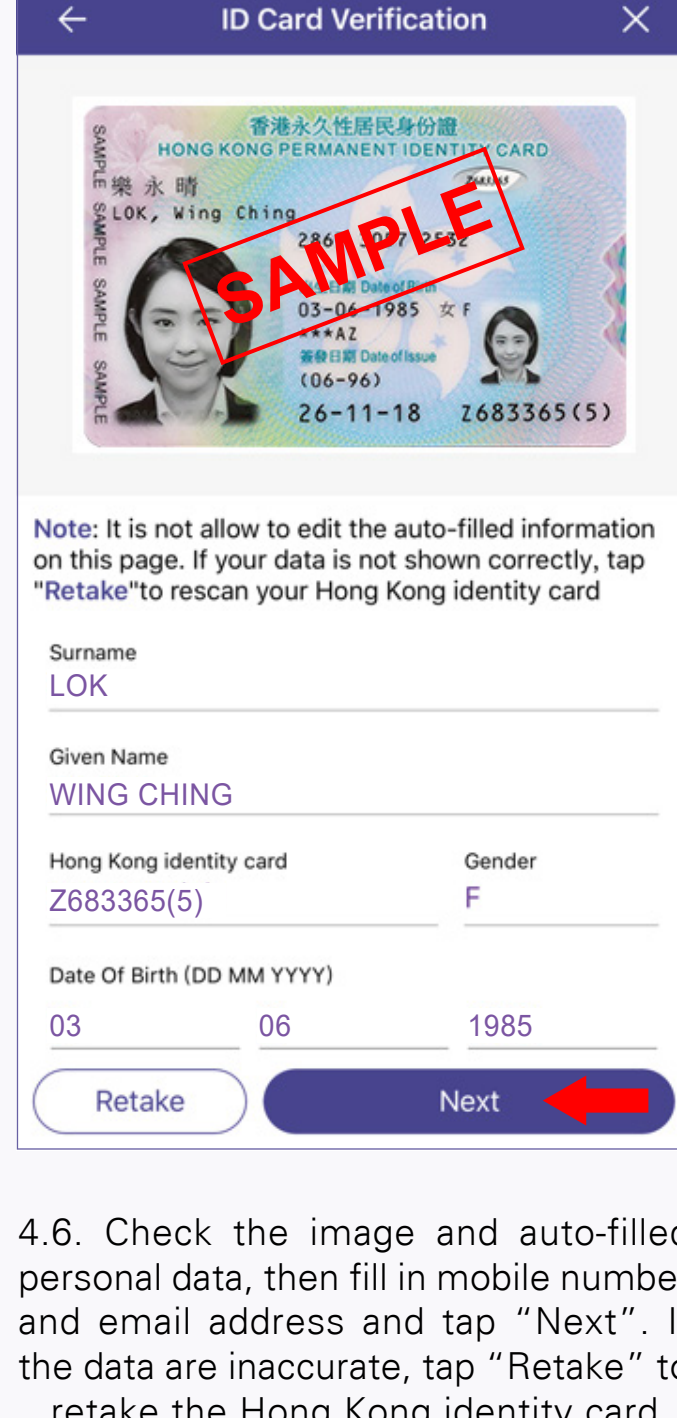 ID Card Verification
SAMPLE SAMPLE SAMPLE SAMPLE
香港永久性居民身份證
HONG KONG PERMANENT IDENTITY CARD
Z683365
樂永晴
LOK, Wing Ching
SAMPLE
2532
Date of Birth
03-06-1985 女 F
***AZ
簽發日期 Date of Issue
(06-96)
26-11-18 Z683365(5)
Note: It is not allow to edit the auto-filled information
on this page. If your data is not shown correctly, tap
"Retake"to rescan your Hong Kong identity card
Surname
LOK
Given Name
WING CHING
Hong Kong identity card Gender
Z683365(5) F
Date Of Birth (DD MM YYYY)
03 06 1985
Retake Next
4.6. Check the image and auto-filled
personal data, then fill in mobile numbe
and email address and tap “Next”. I
the data are inaccurate, tap “Retake” to
retake the Hong Kong identity card